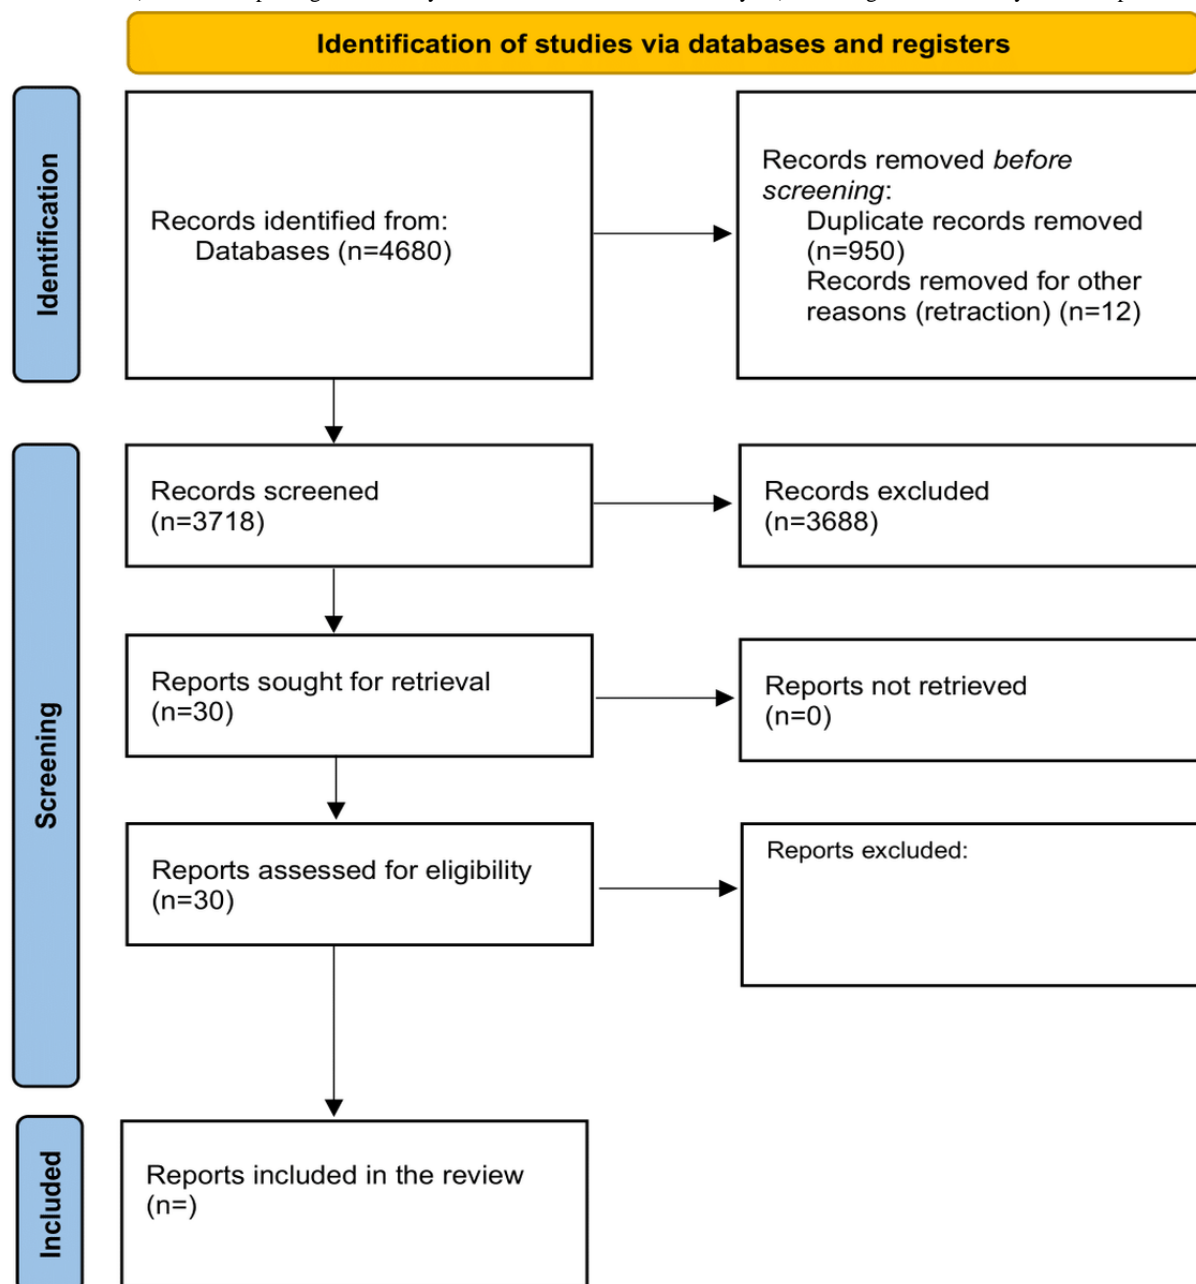 Identification of studies via databases and registers
Identification
Records identified from:
Databases (n=4680)
Records removed before
screening:
Duplicate records removed
(n=950)
Records removed for other
reasons (retraction) (n=12)
Screening
Records screened
(n=3718)
Records excluded
(n=3688)
Reports sought for retrieval
(n=30)
Reports not retrieved
(n=0)
Reports assessed for eligibility
(n=30)
Reports excluded:
Included
Reports included in the review
(n=)